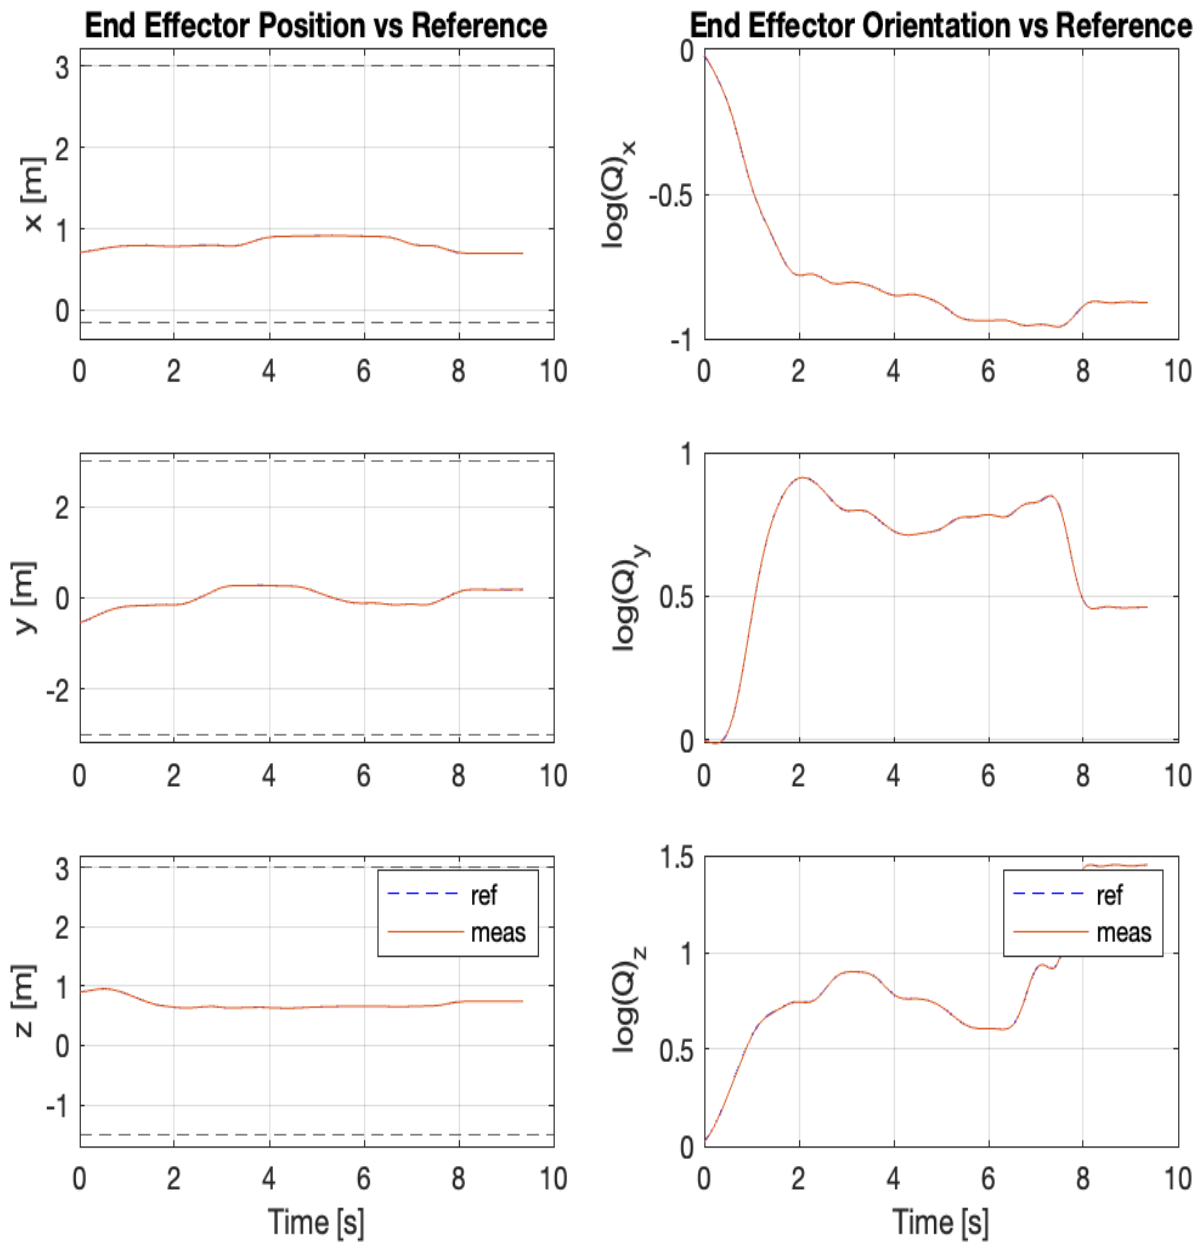 End Effector Position vs Reference
3
2
1
0
x [m]
0 2 4 6 8 10
2
0
-2
y [m]
0 2 4 6 8 10
3
2
1
0
-1
z [m]
ref
meas
0 2 4 6 8 10
Time [s]
End Effector Orientation vs Reference
0
-0.5
-1
log(Q)x
0 2 4 6 8 10
1
0.5
0
log(Q)y
0 2 4 6 8 10
1.5
1
0.5
0
log(Q)z
ref
meas
0 2 4 6 8 10
Time [s]